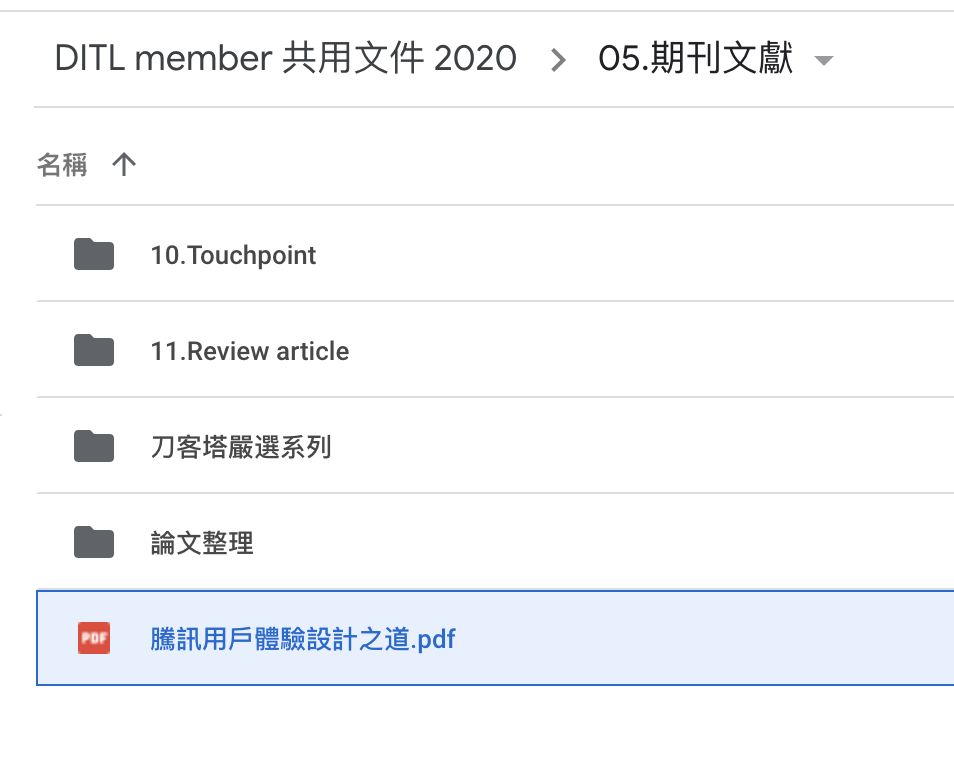 DITL member 共用文件 2020 > 05.期刊文獻
名稱 ↑
10.Touchpoint
11.Review article
刀客塔嚴選系列
論文整理
PDF 騰訊用戶體驗設計之道.pdf